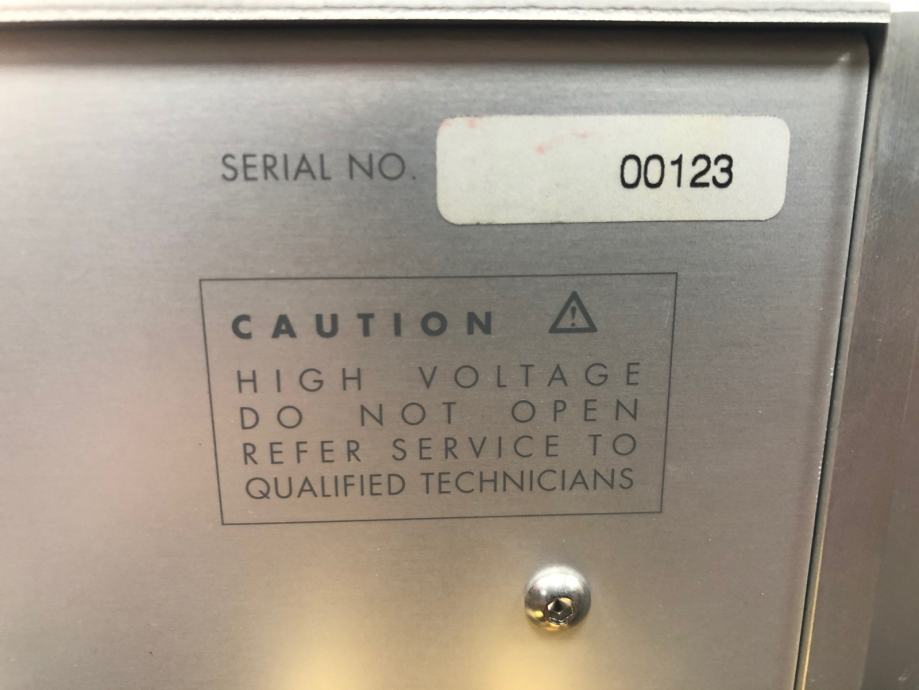 SERIAL NO. 00123
CAUTION
HIGH VOLTAGE
DO NOT OPEN
REFER SERVICE TO
QUALIFIED TECHNICIANS